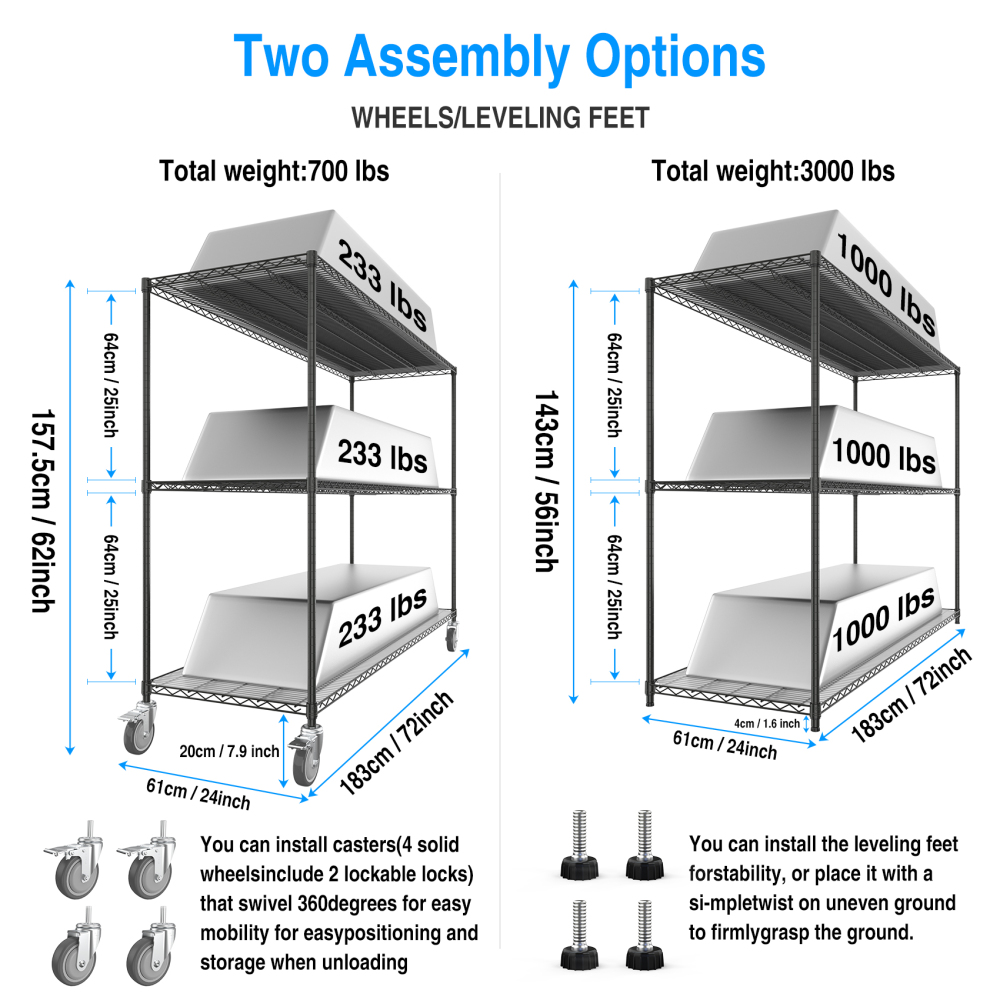 Two Assembly Options
WHEELS/LEVELING FEET
Total weight:700 lbs
233 lbs
64cm / 25inch
157.5cm / 62inch
233 lbs
64cm / 25inch
233 lbs
20cm / 7.9 inch
61cm / 24inch
183cm / 72inch
You can install casters(4 solid
wheelsinclude 2 lockable locks)
that swivel 360degrees for easy
mobility for easypositioning and
storage when unloading
Total weight:3000 lbs
1000 lbs
64cm / 25inch
143cm / 56inch
1000 lbs
64cm / 25inch
1000 lbs
4cm / 1.6 inch
61cm / 24inch
183cm / 72inch
You can install the leveling feet
forstability, or place it with a
si-mpletwist on uneven ground
to firmlygrasp the ground.